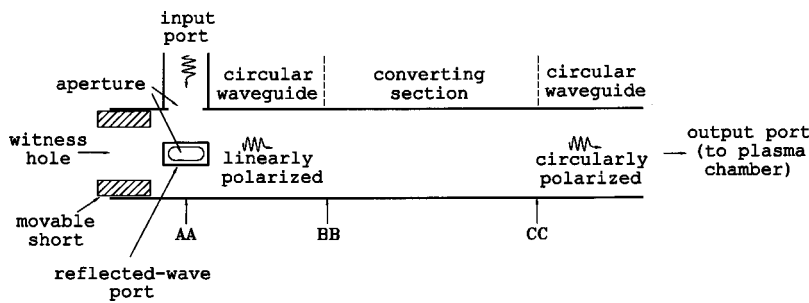 input
port
aperture
circular
waveguide
converting
section
circular
waveguide
witness
hole
linearly
polarized
circularly
polarized
output port
(to plasma
chamber)
movable
short
AA
BB
CC
reflected-wave
port